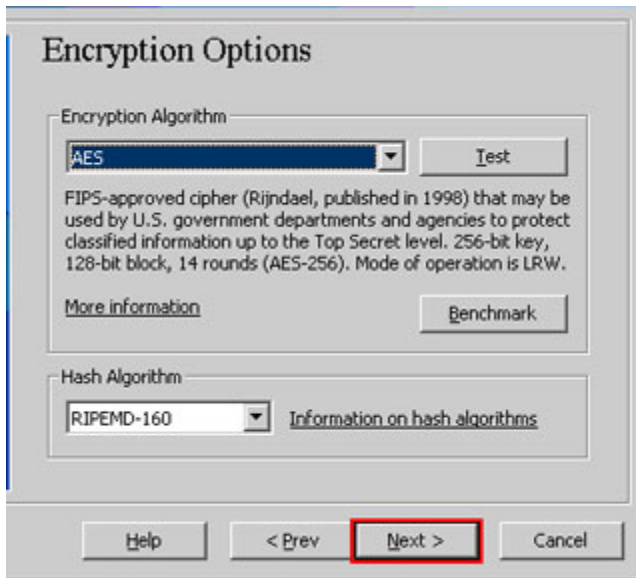 Encryption Options
Encryption Algorithm
AES
Test
FIPS-approved cipher (Rijndael, published in 1998) that may be
used by U.S. government departments and agencies to protect
classified information up to the Top Secret level. 256-bit key,
128-bit block, 14 rounds (AES-256). Mode of operation is LRW.
More information
Benchmark
Hash Algorithm
RIPEMD-160
Information on hash algorithms
Help
< Prev
Next >
Cancel